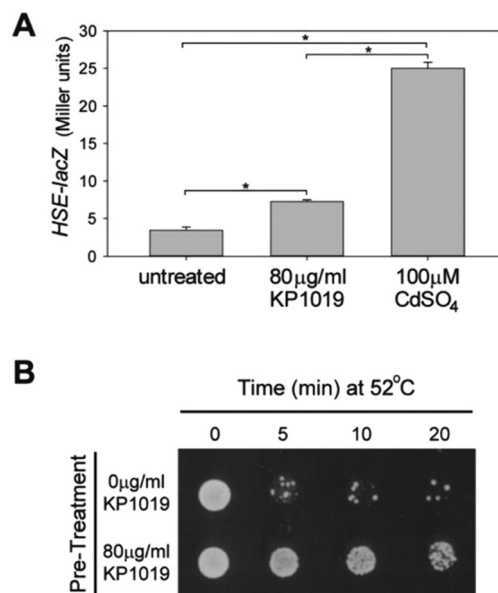 A
HSE-lacZ (Miller units)
30
25
20
15
10
5
0
*
*
*
untreated
80μg/ml
KP1019
100μM
CdSO4
B
Time (min) at 52°C
0 5 10 20
Pre-Treatment
0μg/ml
KP1019
80μg/ml
KP1019